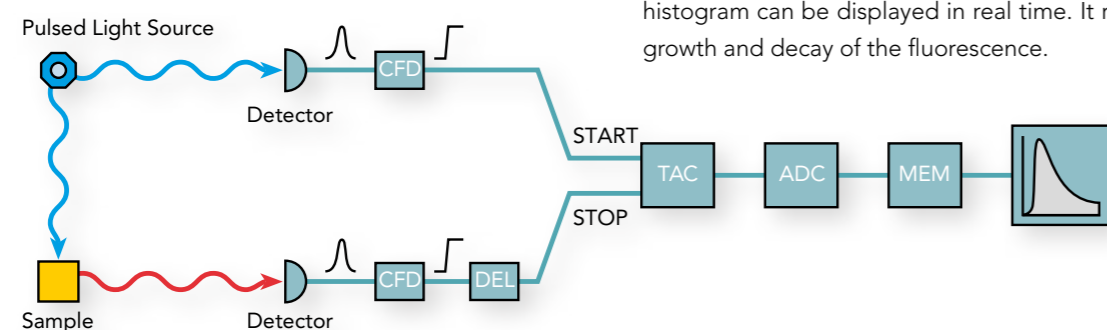 histogram can be displayed in real time. It
growth and decay of the fluorescence.
Pulsed Light Source
CFD
Detector
START
TAC
ADC
MEM
STOP
CFD
DEL
Sample
Detector